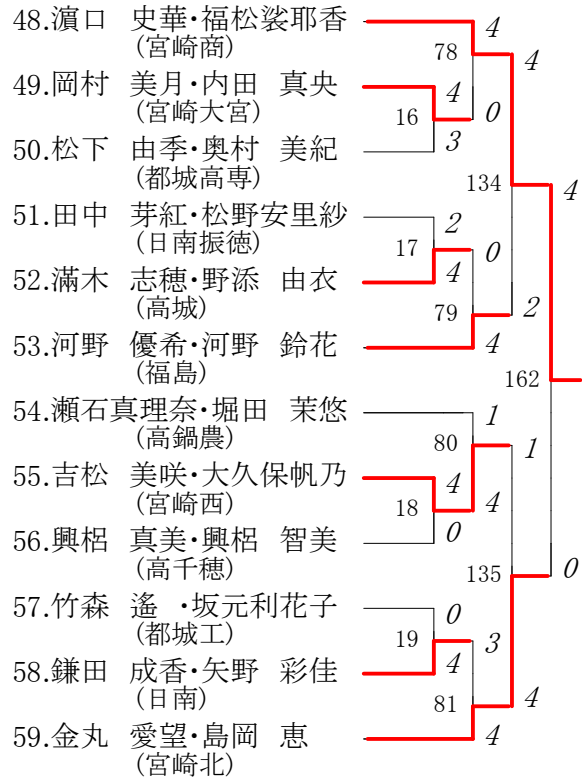 48.濵口 史華・福松裟耶香
(宮崎商)
4
78
4
49.岡村 美月・内田 真央
(宮崎大宮)
4
0
16
50.松下 由季・奥村 美紀
(都城高専)
3
134
4
51.田中 芽紅・松野安里紗
(日南振徳)
2
17
0
52.滿木 志穂・野添 由衣
(高城)
4
79
2
53.河野 優希・河野 鈴花
(福島)
4
162
54.瀬石真理奈・堀田 茉悠
(高鍋農)
1
80
1
55.吉松 美咲・大久保帆乃
(宮崎西)
4
4
18
56.興梠 真美・興梠 智美
(高千穂)
0
135
0
57.竹森 遙 ・坂元利花子
(都城工)
0
19
3
58.鎌田 成香・矢野 彩佳
(日南)
4
81
4
59.金丸 愛望・島岡 恵
(宮崎北)
4